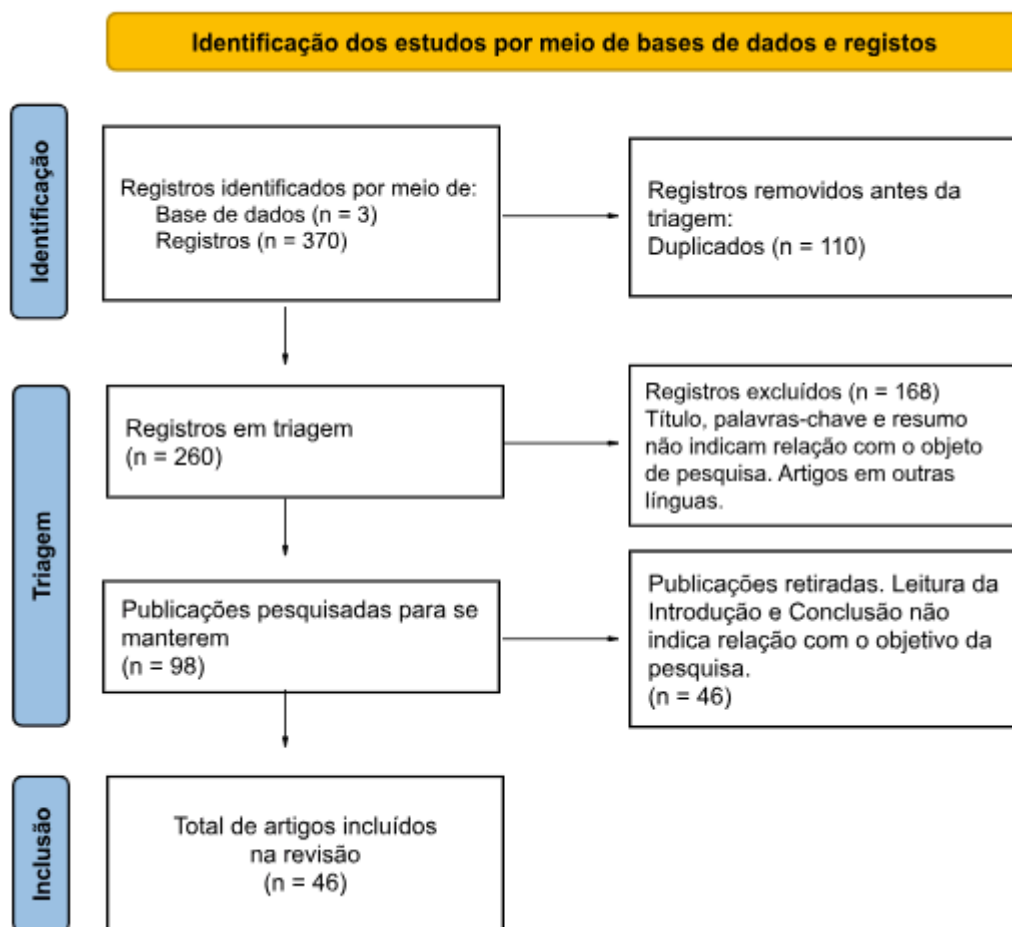 Identificação dos estudos por meio de bases de dados e registos
Identificação
Registros identificados por meio de:
Base de dados (n = 3)
Registros (n = 370)
Registros removidos antes da
triagem:
Duplicados (n = 110)
Triagem
Registros em triagem
(n = 260)
Registros excluídos (n = 168)
Título, palavras-chave e resumo
não indicam relação com o objeto
de pesquisa. Artigos em outras
línguas.
Publicações pesquisadas para se
manterem
(n = 98)
Publicações retiradas. Leitura da
Introdução e Conclusão não
indica relação com o objetivo da
pesquisa.
(n = 46)
Inclusão
Total de artigos incluídos
na revisão
(n = 46)